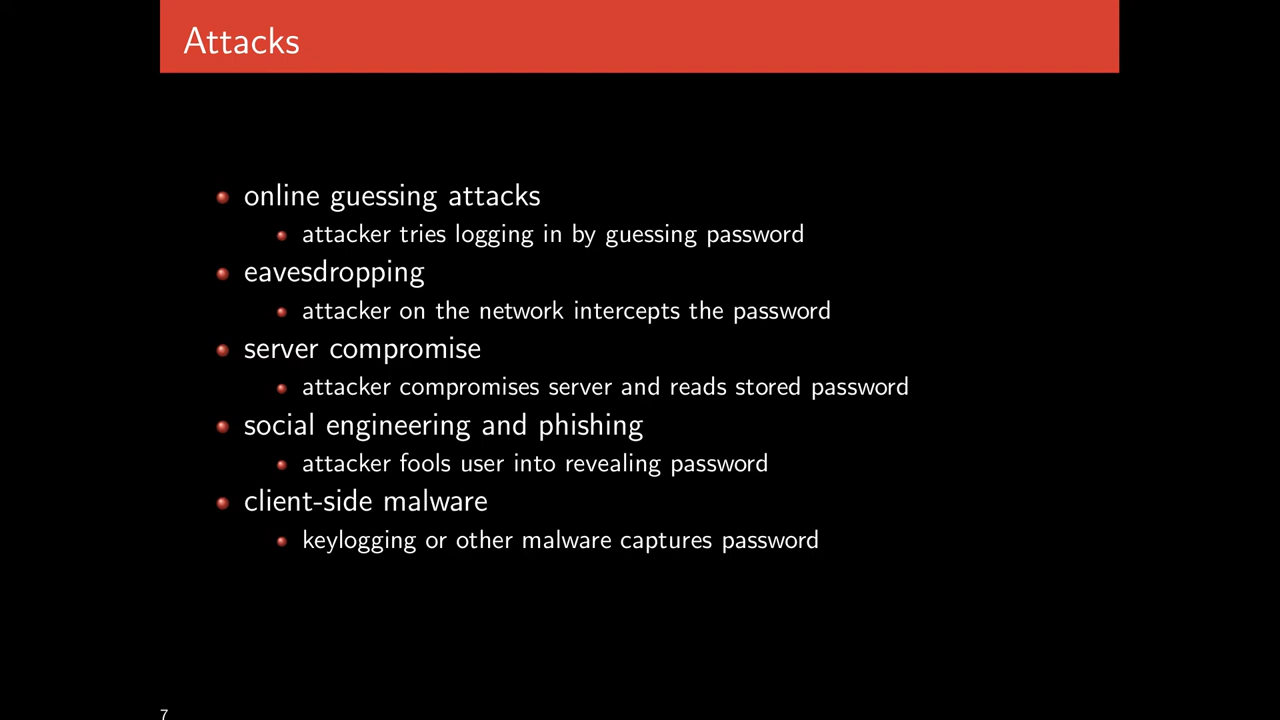 Attacks
online guessing attacks
attacker tries logging in by guessing password
eavesdropping
attacker on the network intercepts the password
server compromise
attacker compromises server and reads stored password
social engineering and phishing
attacker fools user into revealing password
client-side malware
keylogging or other malware captures password
7